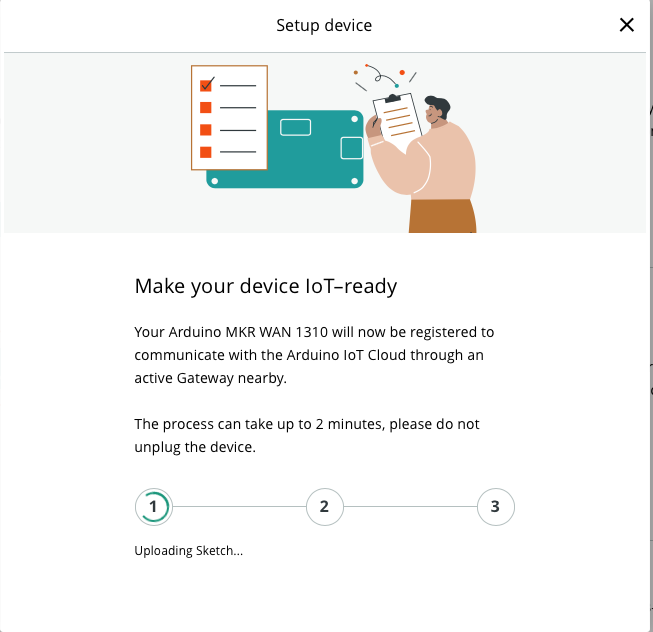 Setup device
Make your device IoT–ready
Your Arduino MKR WAN 1310 will now be registered to
communicate with the Arduino IoT Cloud through an
active Gateway nearby.
The process can take up to 2 minutes, please do not
unplug the device.
1 2 3
Uploading Sketch...